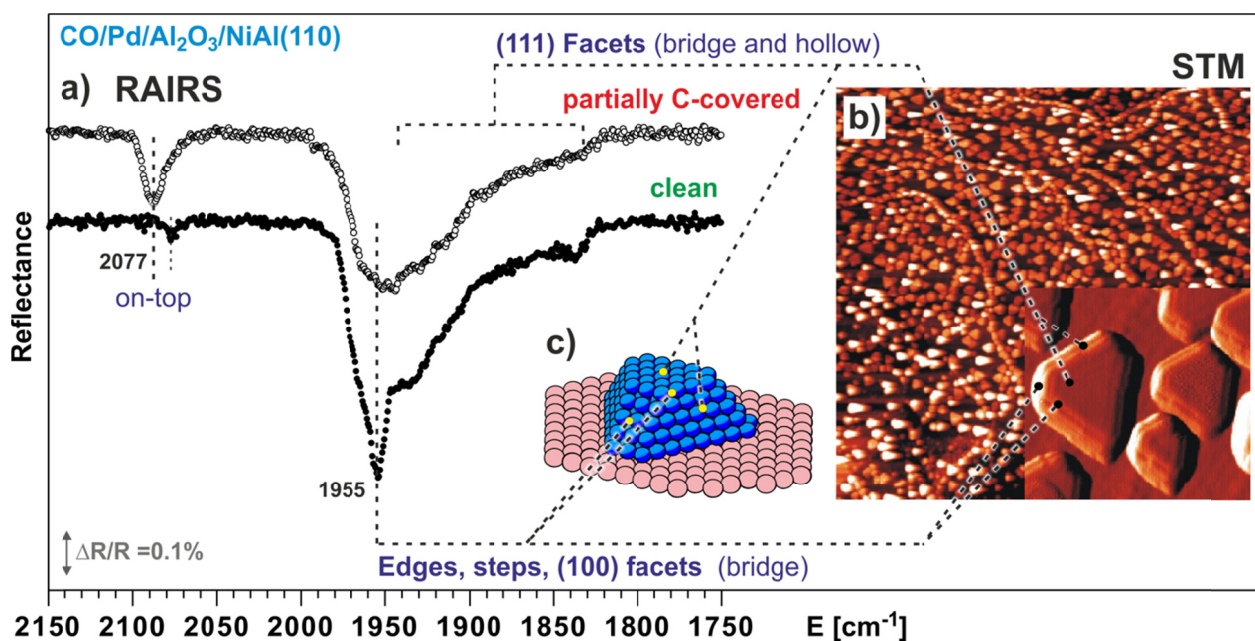 CO/Pd/Al₂O₃/NiAl(110)
(111) Facets (bridge and hollow)
STM
a) RAIRS
partially C-covered
b)
clean
2077
on-top
Reflectance
c)
1955
ΔR/R =0.1%
Edges, steps, (100) facets (bridge)
2150 2100 2050 2000 1950 1900 1850 1800 1750 E [cm⁻¹]